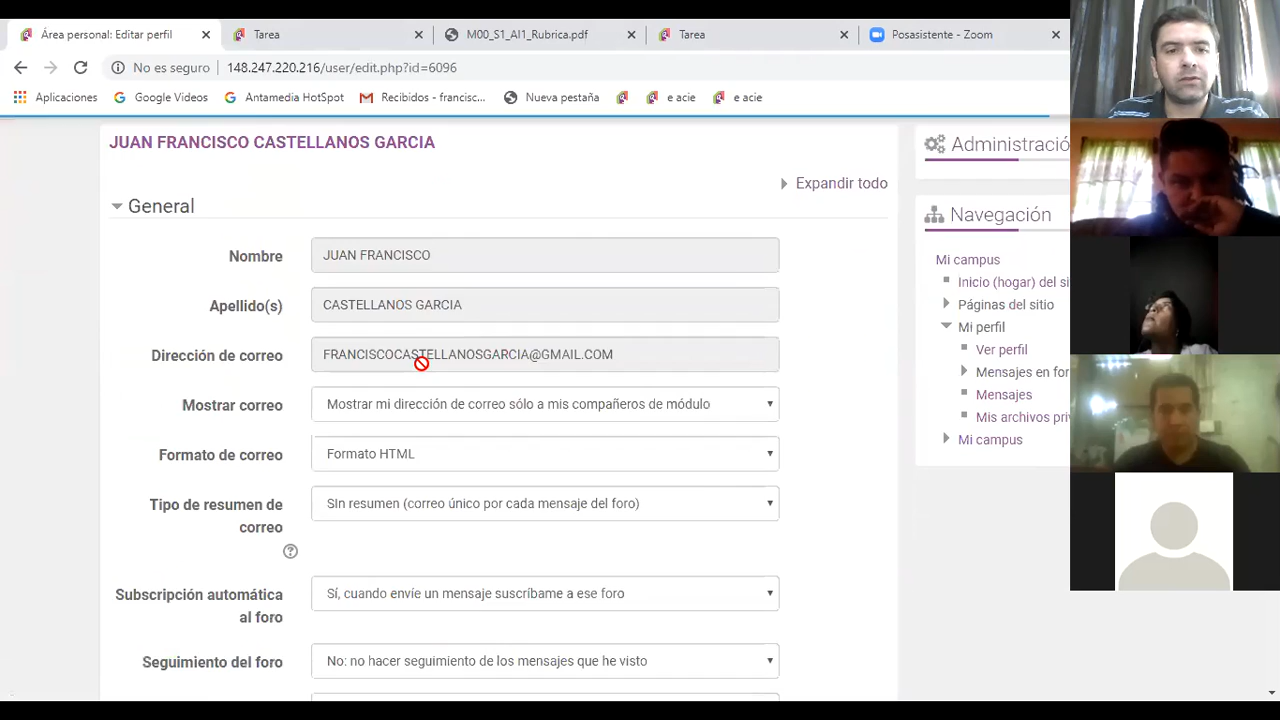 Área personal: Editar perfil
Tarea
M00_S1_AI1_Rubrica.pdf
Tarea
Posasistente - Zoom
No es seguro 148.247.220.216/user/edit.php?id=6096
Aplicaciones Google Videos Antamedia HotSpot Recibidos - francisc... Nueva pestaña e acie e acie
JUAN FRANCISCO CASTELLANOS GARCIA
Expandir todo
General
Nombre JUAN FRANCISCO
Apellido(s) CASTELLANOS GARCIA
Dirección de correo FRANCISCOCASTELLANOSGARCIA@GMAIL.COM
Mostrar correo Mostrar mi dirección de correo sólo a mis compañeros de módulo
Formato de correo Formato HTML
Tipo de resumen de
correo
SIn resumen (correo único por cada mensaje del foro)
?
Subscripción automática
al foro
Sí, cuando envíe un mensaje suscríbame a ese foro
Seguimiento del foro No: no hacer seguimiento de los mensajes que he visto
Administració
Navegación
Mi campus
Inicio (hogar) del si
Páginas del sitio
Mi perfil
Ver perfil
Mensajes en for
Mensajes
Mis archivos priv
Mi campus